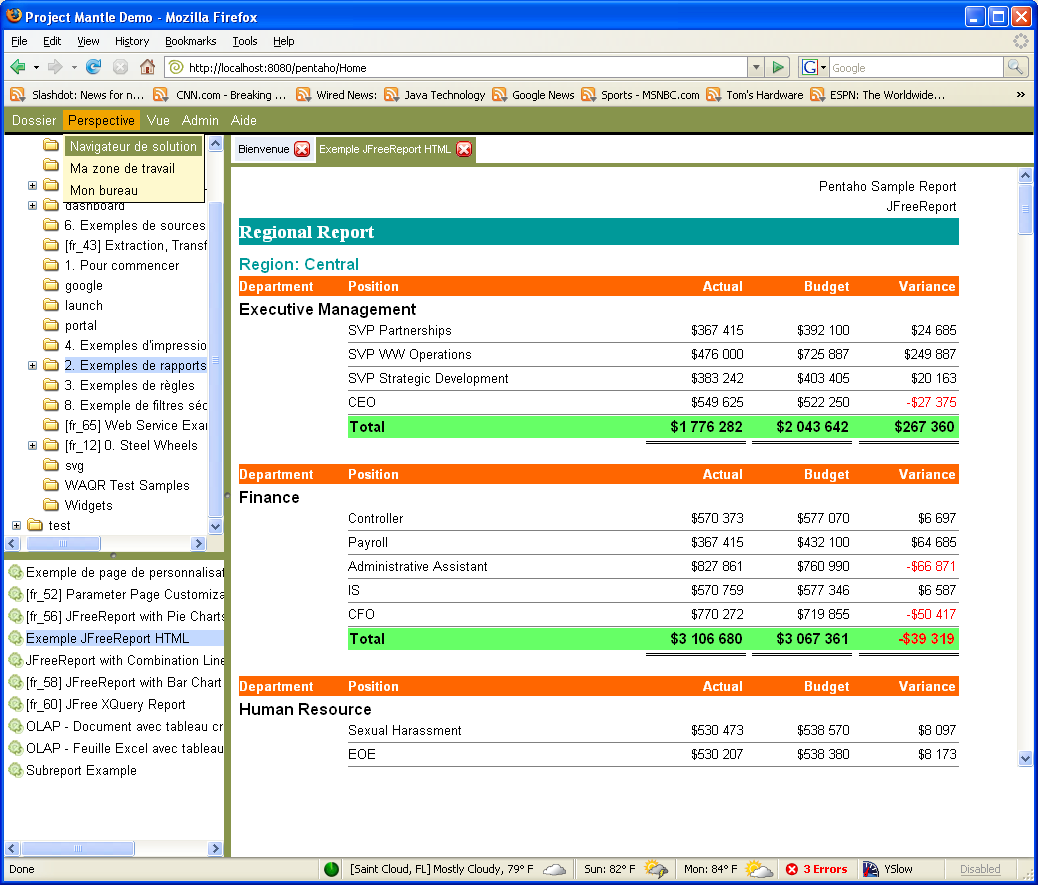 Project Mantle Demo - Mozilla Firefox
File Edit View History Bookmarks Tools Help
http://localhost:8080/pentaho/Home
G Google
Slashdot: News for n... CNN.com - Breaking ... Wired News: Java Technology Google News Sports - MSNBC.com Tom's Hardware ESPN: The Worldwide... »
Dossier Perspective Vue Admin Aide
Navigateur de solution
Ma zone de travail
Mon bureau
dashboard
6. Exemples de sources
[fr_43] Extraction, Transf
1. Pour commencer
google
launch
portal
4. Exemples d'impressio
2. Exemples de rapports
3. Exemples de règles
8. Exemple de filtres séc
[fr_65] Web Service Exa
[fr_12] 0. Steel Wheels
svg
WAQR Test Samples
Widgets
test
Exemple de page de personnalisat
[fr_52] Parameter Page Customiza
[fr_56] JFreeReport with Pie Charts
Exemple JFreeReport HTML
JFreeReport with Combination Line
[fr_58] JFreeReport with Bar Chart
[fr_60] JFree XQuery Report
OLAP - Document avec tableau cr
OLAP - Feuille Excel avec tableau
Subreport Example
Bienvenue Exemple JFreeReport HTML
Pentaho Sample Report
JFreeReport
Regional Report
Region: Central
Department Position Actual Budget Variance
Executive Management
SVP Partnerships $367 415 $392 100 $24 685
SVP WW Operations $476 000 $725 887 $249 887
SVP Strategic Development $383 242 $403 405 $20 163
CEO $549 625 $522 250 -$27 375
Total $1 776 282 $2 043 642 $267 360
Department Position Actual Budget Variance
Finance
Controller $570 373 $577 070 $6 697
Payroll $367 415 $432 100 $64 685
Administrative Assistant $827 861 $760 990 -$66 871
IS $570 759 $577 346 $6 587
CFO $770 272 $719 855 -$50 417
Total $3 106 680 $3 067 361 -$39 319
Department Position Actual Budget Variance
Human Resource
Sexual Harassment $530 473 $538 570 $8 097
EOE $530 207 $538 380 $8 173
Done [Saint Cloud, FL] Mostly Cloudy, 79° F Sun: 82° F Mon: 84° F 3 Errors YSlow Disabled